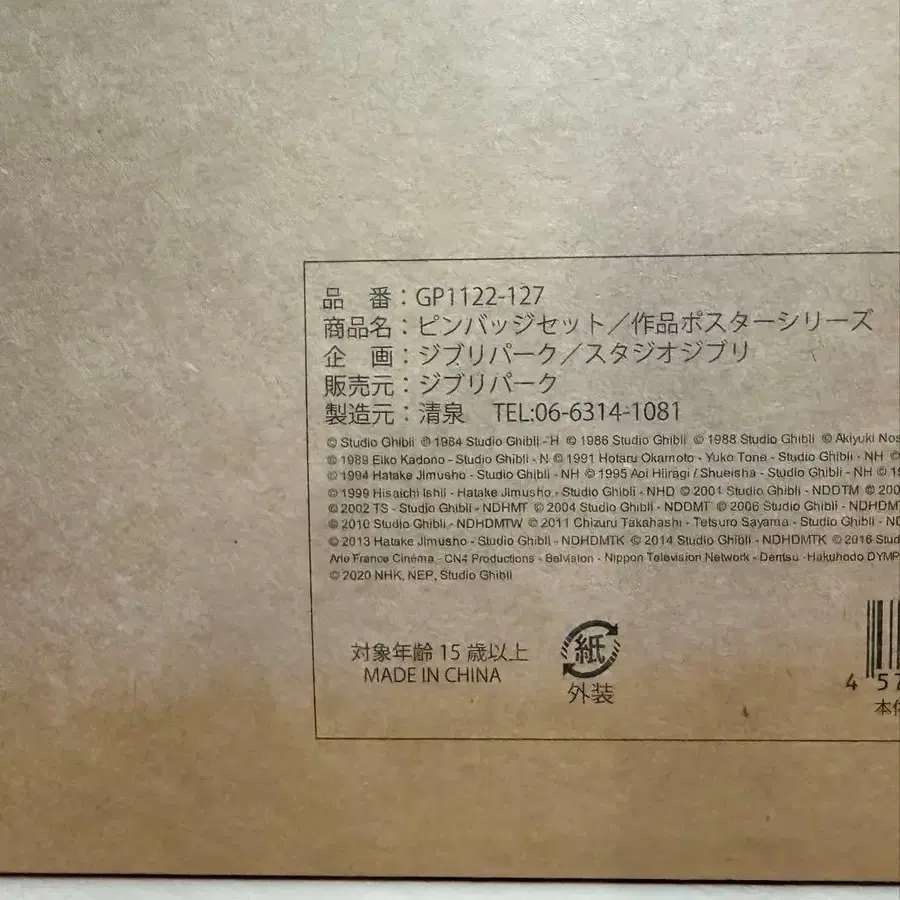 品 番：GP1122-127
商品名：ピンバッジセット／作品ポスターシリーズ
企 画：ジブリパーク／スタジオジブリ
販売元：ジブリパーク
製造元：清泉 TEL:06-6314-1081
© Studio Ghibli © 1984 Studio Ghibli - H © 1986 Studio Ghibli © 1988 Studio Ghibli © Akiyuki Nos
© 1989 Eiko Kadono - Studio Ghibli - N © 1991 Hotaru Okamoto - Yuko Tone - Studio Ghibli - NH ©
© 1994 Hatake Jimusho - Studio Ghibli - NH © 1995 Aoi Hiiragi / Shueisha - Studio Ghibli - NH © 19
© 1999 Hisaichi Ishii - Hatake Jimusho - Studio Ghibli - NHD © 2001 Studio Ghibli - NDDTM © 200
© 2002 TS - Studio Ghibli - NDHMT © 2004 Studio Ghibli - NDDMT © 2006 Studio Ghibli - NDHDMT
© 2010 Studio Ghibli - NDHDMTW © 2011 Chizuru Takahashi - Tetsuro Sayama - Studio Ghibli - ND
© 2013 Hatake Jimusho - Studio Ghibli - NDHDMTK © 2014 Studio Ghibli - NDHDMTK © 2016 Stud
Arte France Cinéma - CN4 Productions - Belvision - Nippon Television Network - Dentsu - Hakuhodo DYMP
© 2020 NHK, NEP, Studio Ghibli
対象年齢 15 歳以上
MADE IN CHINA
紙
外装
4 57
本体